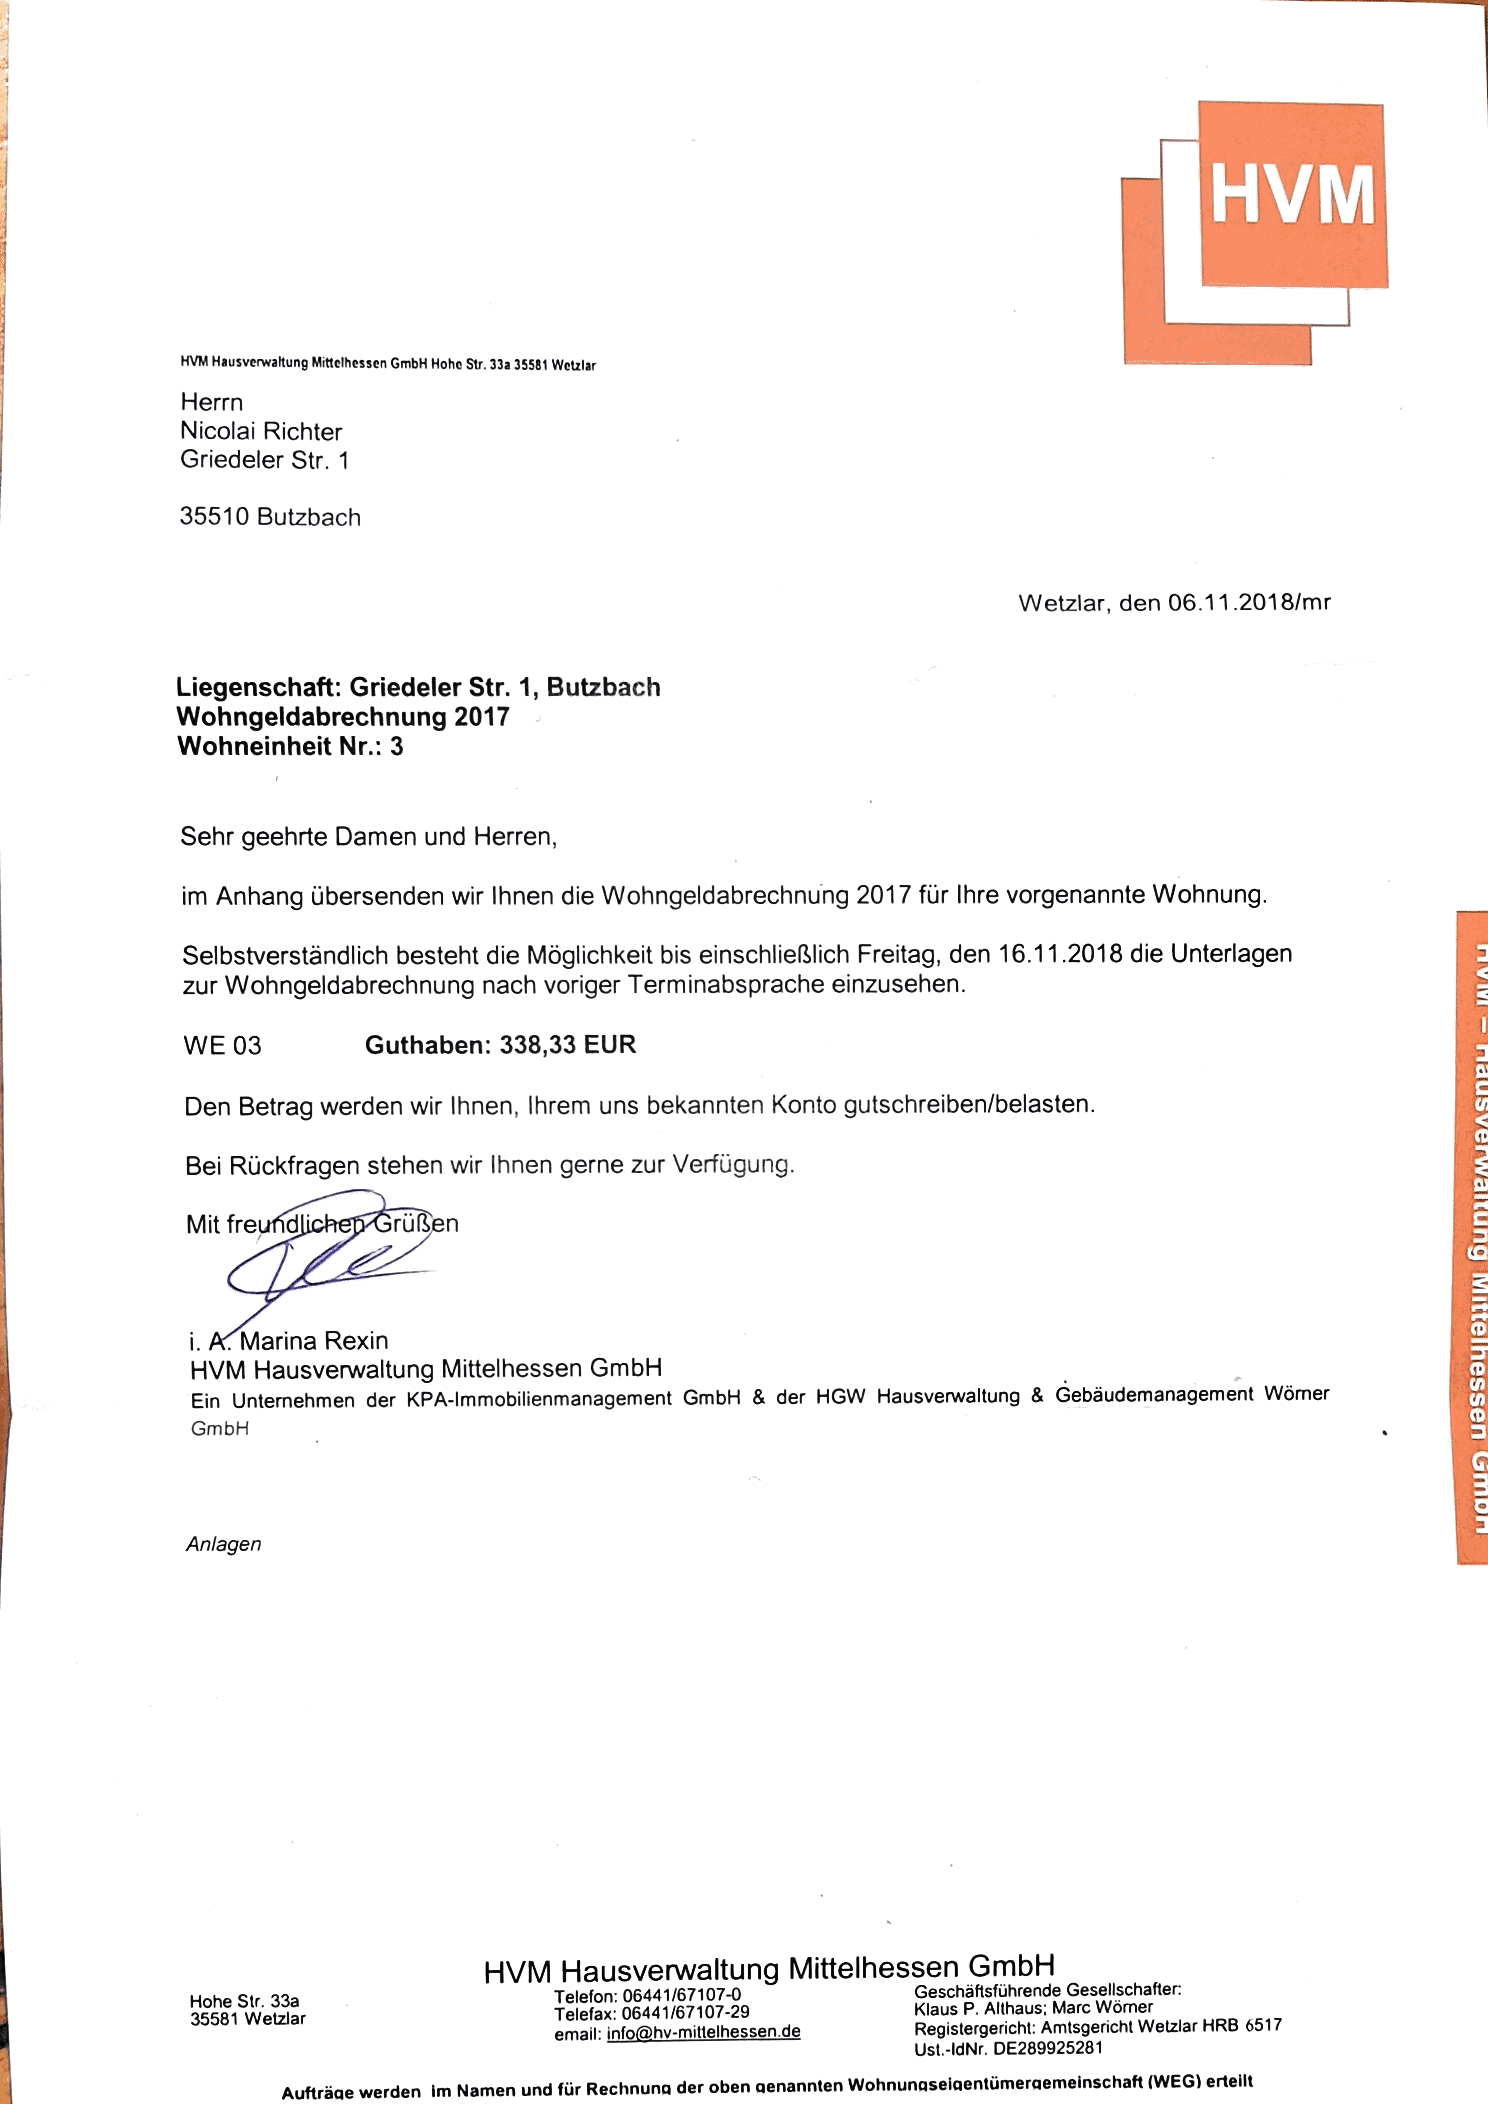 HVM
HVM Hausverwaltung Mittelhessen GmbH Hohe Str. 33a 35581 Wetzlar
Herrn
Nicolai Richter
Griedeler Str. 1
35510 Butzbach
Wetzlar, den 06.11.2018/mr
Liegenschaft: Griedeler Str. 1, Butzbach
Wohngeldabrechnung 2017
Wohneinheit Nr.: 3
Sehr geehrte Damen und Herren,
im Anhang übersenden wir Ihnen die Wohngeldabrechnung 2017 für Ihre vorgenannte Wohnung.
Selbstverständlich besteht die Möglichkeit bis einschließlich Freitag, den 16.11.2018 die Unterlagen
zur Wohngeldabrechnung nach voriger Terminabsprache einzusehen.
WE 03 Guthaben: 338,33 EUR
Den Betrag werden wir Ihnen, Ihrem uns bekannten Konto gutschreiben/belasten.
Bei Rückfragen stehen wir Ihnen gerne zur Verfügung.
Mit freundlichen Grüßen
i. A. Marina Rexin
HVM Hausverwaltung Mittelhessen GmbH
Ein Unternehmen der KPA-Immobilienmanagement GmbH & der HGW Hausverwaltung & Gebäudemanagement Wörner
GmbH
Anlagen
HVM – Hausverwaltung Mittelhessen GmbH
HVM Hausverwaltung Mittelhessen GmbH
Hohe Str. 33a
35581 Wetzlar
Telefon: 06441/67107-0
Telefax: 06441/67107-29
email: info@hv-mittelhessen.de
Geschäftsführende Gesellschafter:
Klaus P. Althaus; Marc Wörner
Registergericht: Amtsgericht Wetzlar HRB 6517
Ust.-IdNr. DE289925281
Aufträge werden im Namen und für Rechnung der oben genannten Wohnungseigentümergemeinschaft (WEG) erteilt